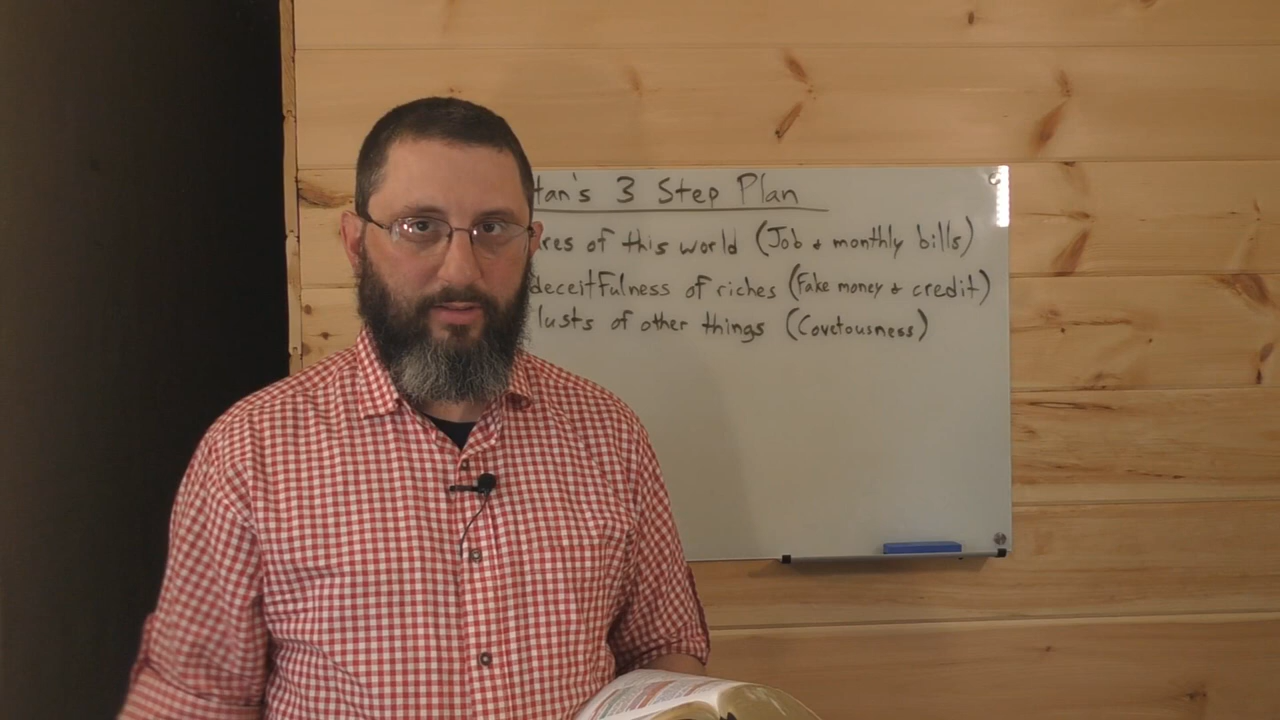 tan's 3 Step Plan
res of this world (Job & monthly bills)
deceitfulness of riches (Fake money & credit)
lusts of other things (Covetousness)